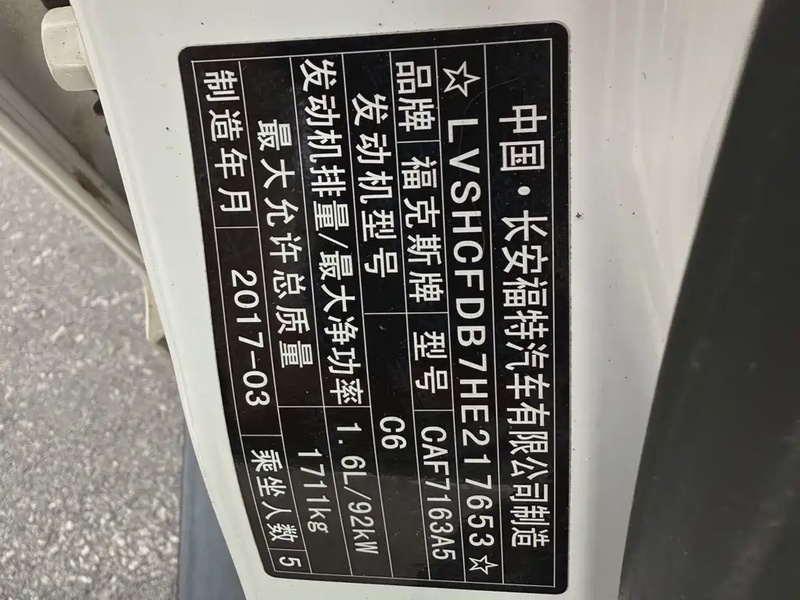 中国·长安福特汽车有限公司制造
☆LVSHCFDB7HE217653☆
品牌 福克斯牌 型号 CAF7163A5
发动机型号 C6
发动机排量/最大净功率 1.6L/92kW
最大允许总质量 1711kg
制造年月 2017-03 乘坐人数 5